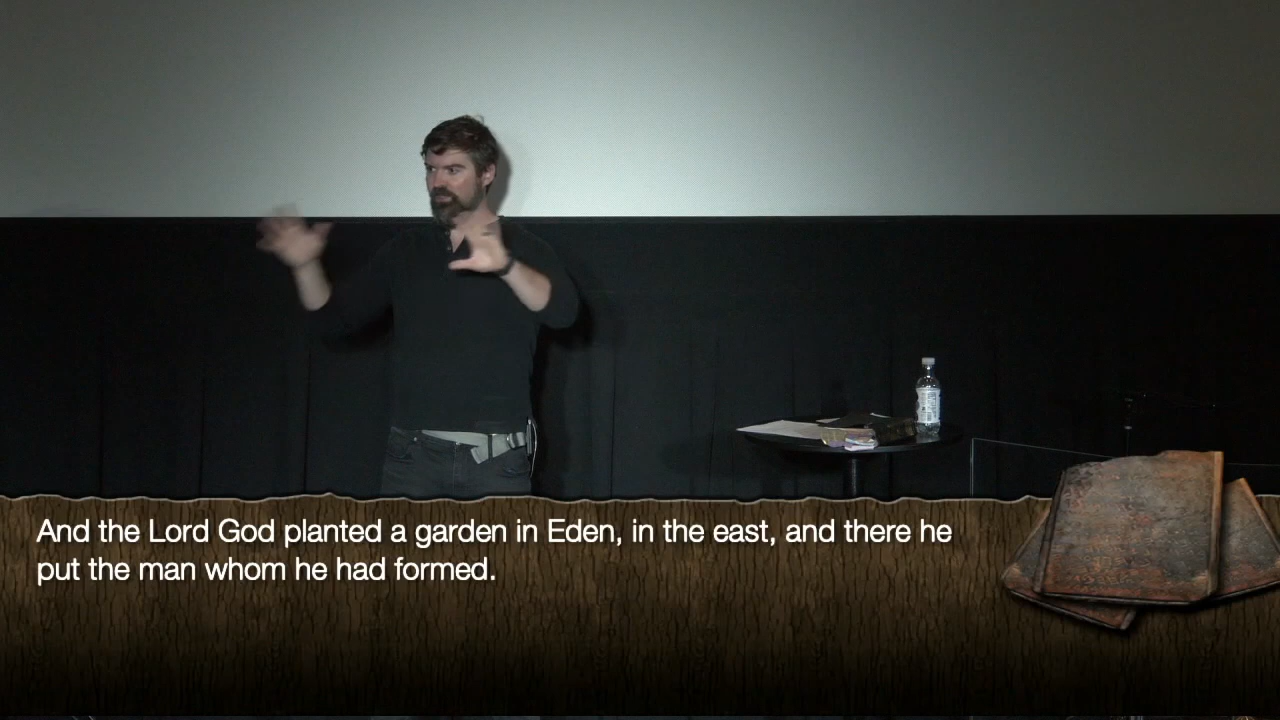 And the Lord God planted a garden in Eden, in the east, and there he
put the man whom he had formed.